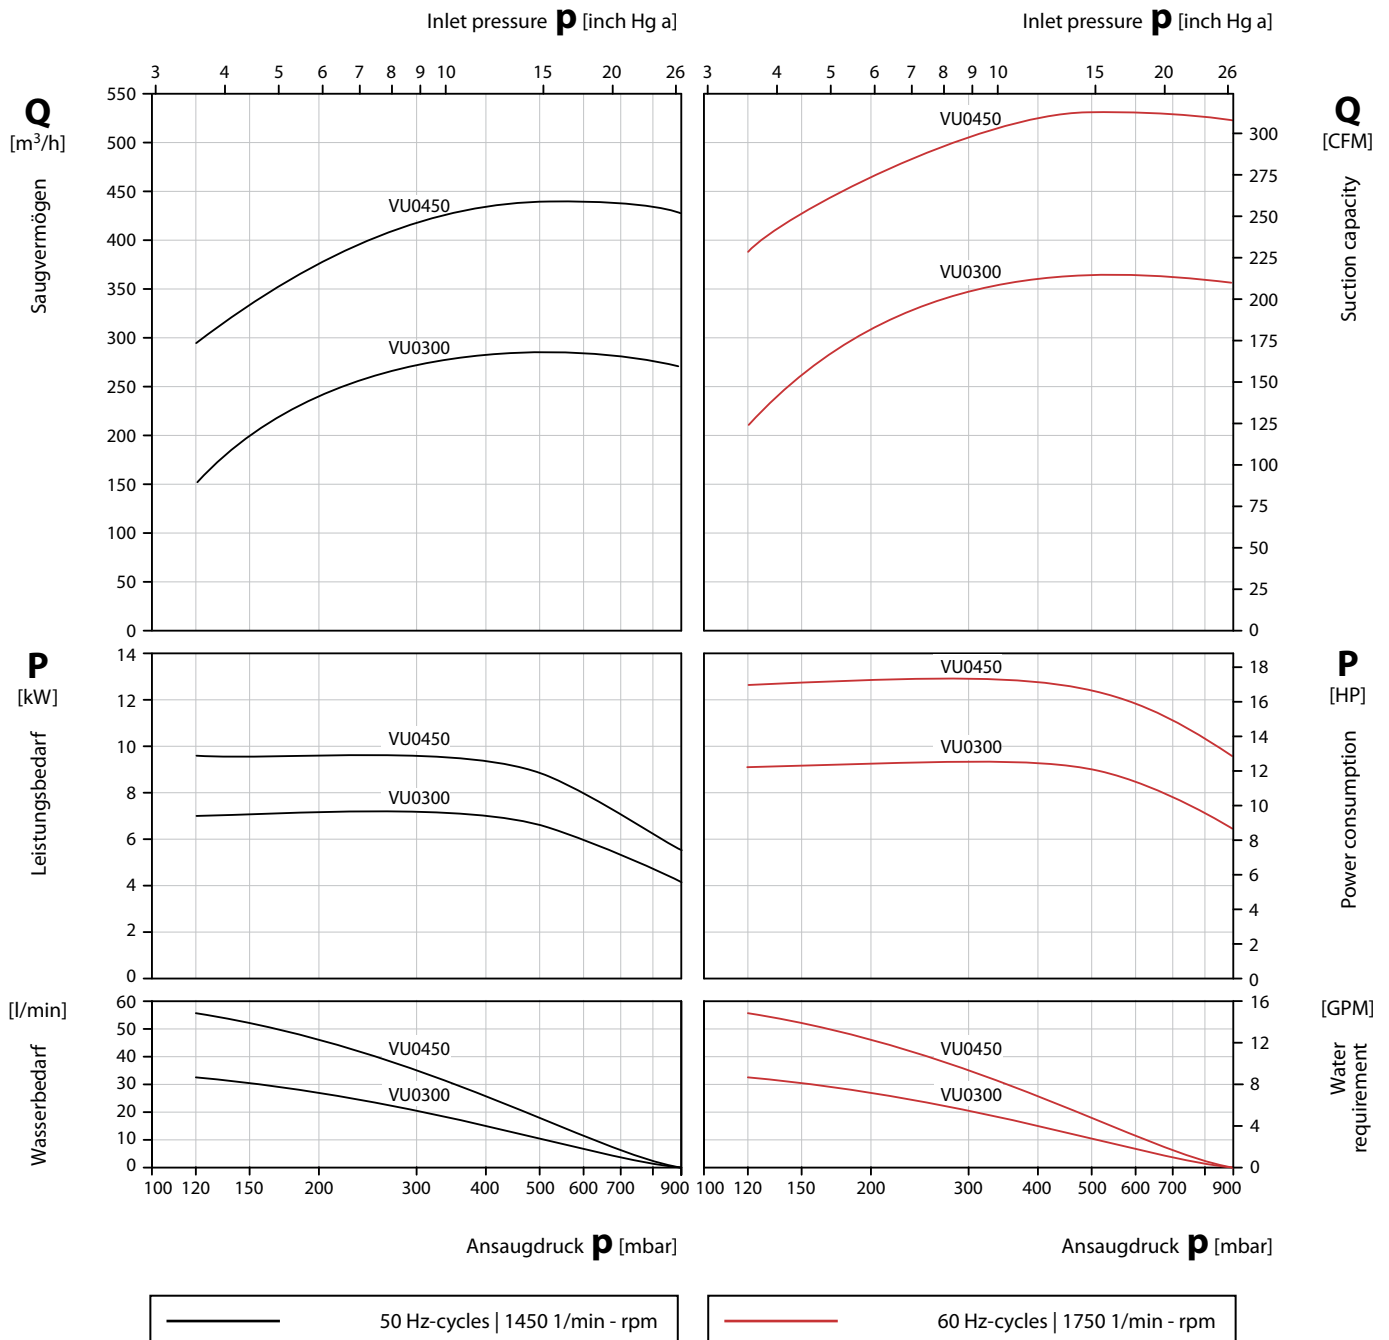 Inlet pressure p [inch Hg a]
Inlet pressure p [inch Hg a]
3 4 5 6 7 8 9 10 15 20 26
3 4 5 6 7 8 9 10 15 20 26
Q
[m³/h]
Saugvermögen
550
500
450
400
350
300
250
200
150
100
50
0
VU0450
VU0300
VU0450
VU0300
300
275
250
225
200
175
150
125
100
75
50
25
0
Q
[CFM]
Suction capacity
P
[kW]
Leistungsbedarf
14
12
10
8
6
4
2
0
VU0450
VU0300
VU0450
VU0300
18
16
14
12
10
8
6
4
2
0
P
[HP]
Power consumption
[l/min]
Wasserbedarf
60
50
40
30
20
10
0
VU0450
VU0300
VU0450
VU0300
16
12
8
4
0
[GPM]
Water
requirement
100 120 150 200 300 400 500 600 700 900
100 120 150 200 300 400 500 600 700 900
Ansaugdruck p [mbar]
Ansaugdruck p [mbar]
50 Hz-cycles | 1450 1/min - rpm
60 Hz-cycles | 1750 1/min - rpm